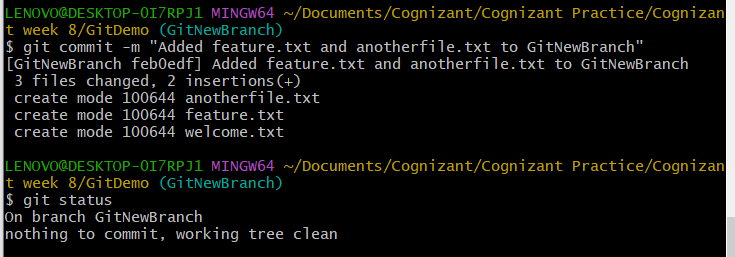 LENOVO@DESKTOP-OI7RPJ1 MINGW64 ~/Documents/Cognizant/Cognizant Practice/Cognizan
t week 8/GitDemo (GitNewBranch)
$ git commit -m "Added feature.txt and anotherfile.txt to GitNewBranch"
[GitNewBranch feb0edf] Added feature.txt and anotherfile.txt to GitNewBranch
 3 files changed, 2 insertions(+)
 create mode 100644 anotherfile.txt
 create mode 100644 feature.txt
 create mode 100644 welcome.txt
LENOVO@DESKTOP-OI7RPJ1 MINGW64 ~/Documents/Cognizant/Cognizant Practice/Cognizan
t week 8/GitDemo (GitNewBranch)
$ git status
On branch GitNewBranch
nothing to commit, working tree clean